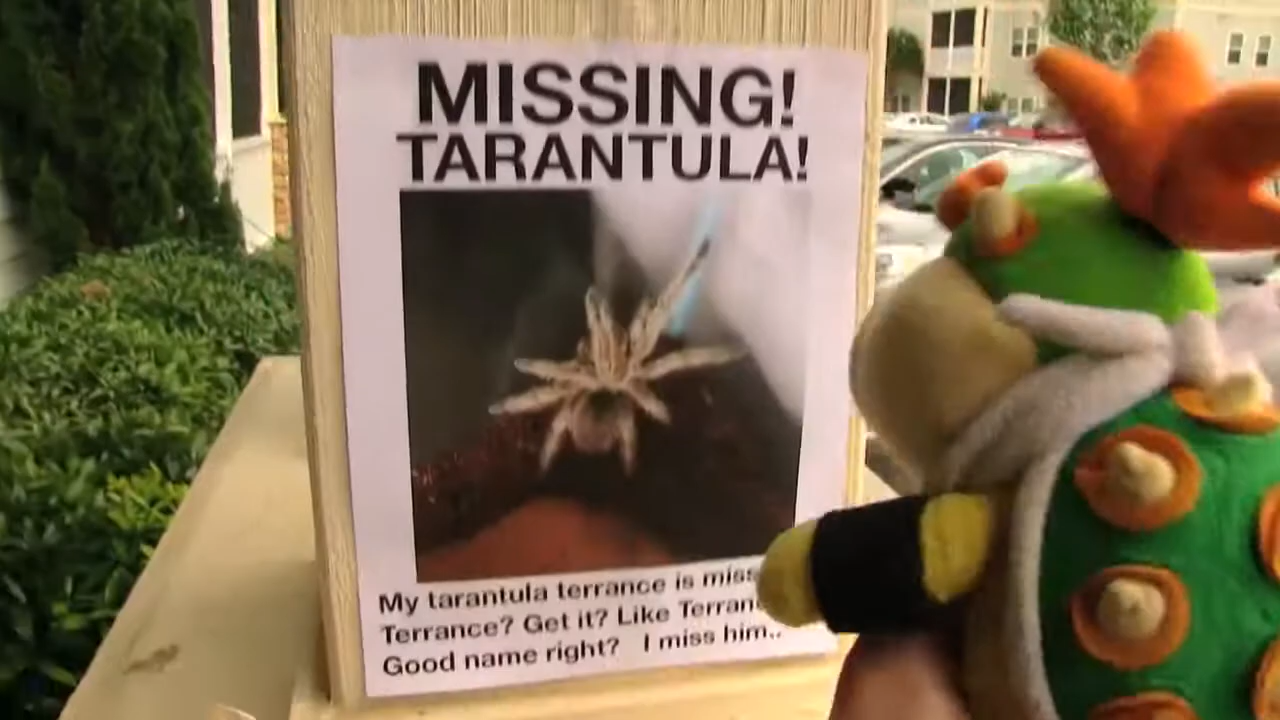 MISSING!
TARANTULA!
My tarantula terrance is
Terrance? Get it? Like
Good name right? I miss him..